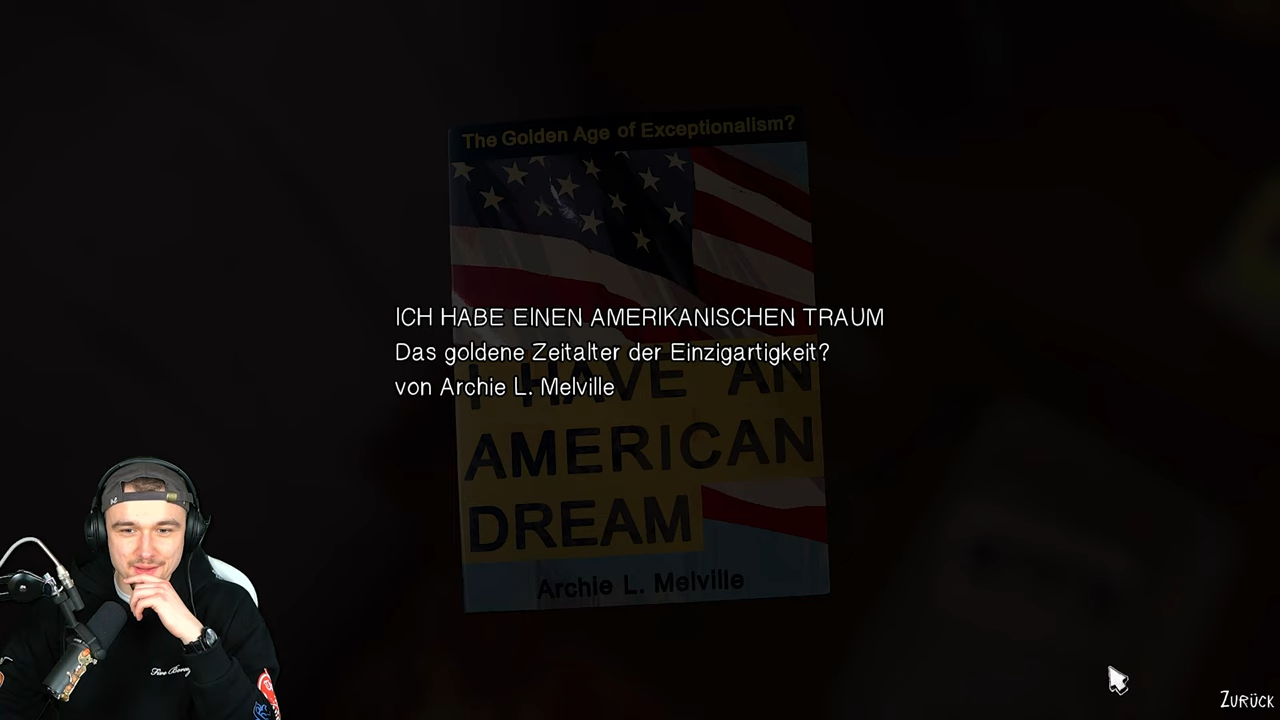 The Golden Age of Exceptionalism?
ICH HABE EINEN AMERIKANISCHEN TRAUM
Das goldene Zeitalter der Einzigartigkeit?
von Archie L. Melville
I HAVE AN
AMERICAN
DREAM
Archie L. Melville
Zurück